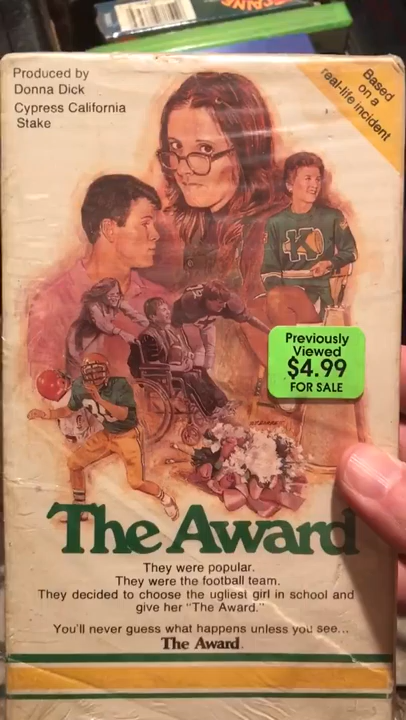 Produced by
Donna Dick
Cypress California
Stake
Based
on a
real-life incident
K
Previously
Viewed
$4.99
FOR SALE
The Award
They were popular.
They were the football team.
They decided to choose the ugliest girl in school and
give her "The Award."
You'll never guess what happens unless you see...
The Award.